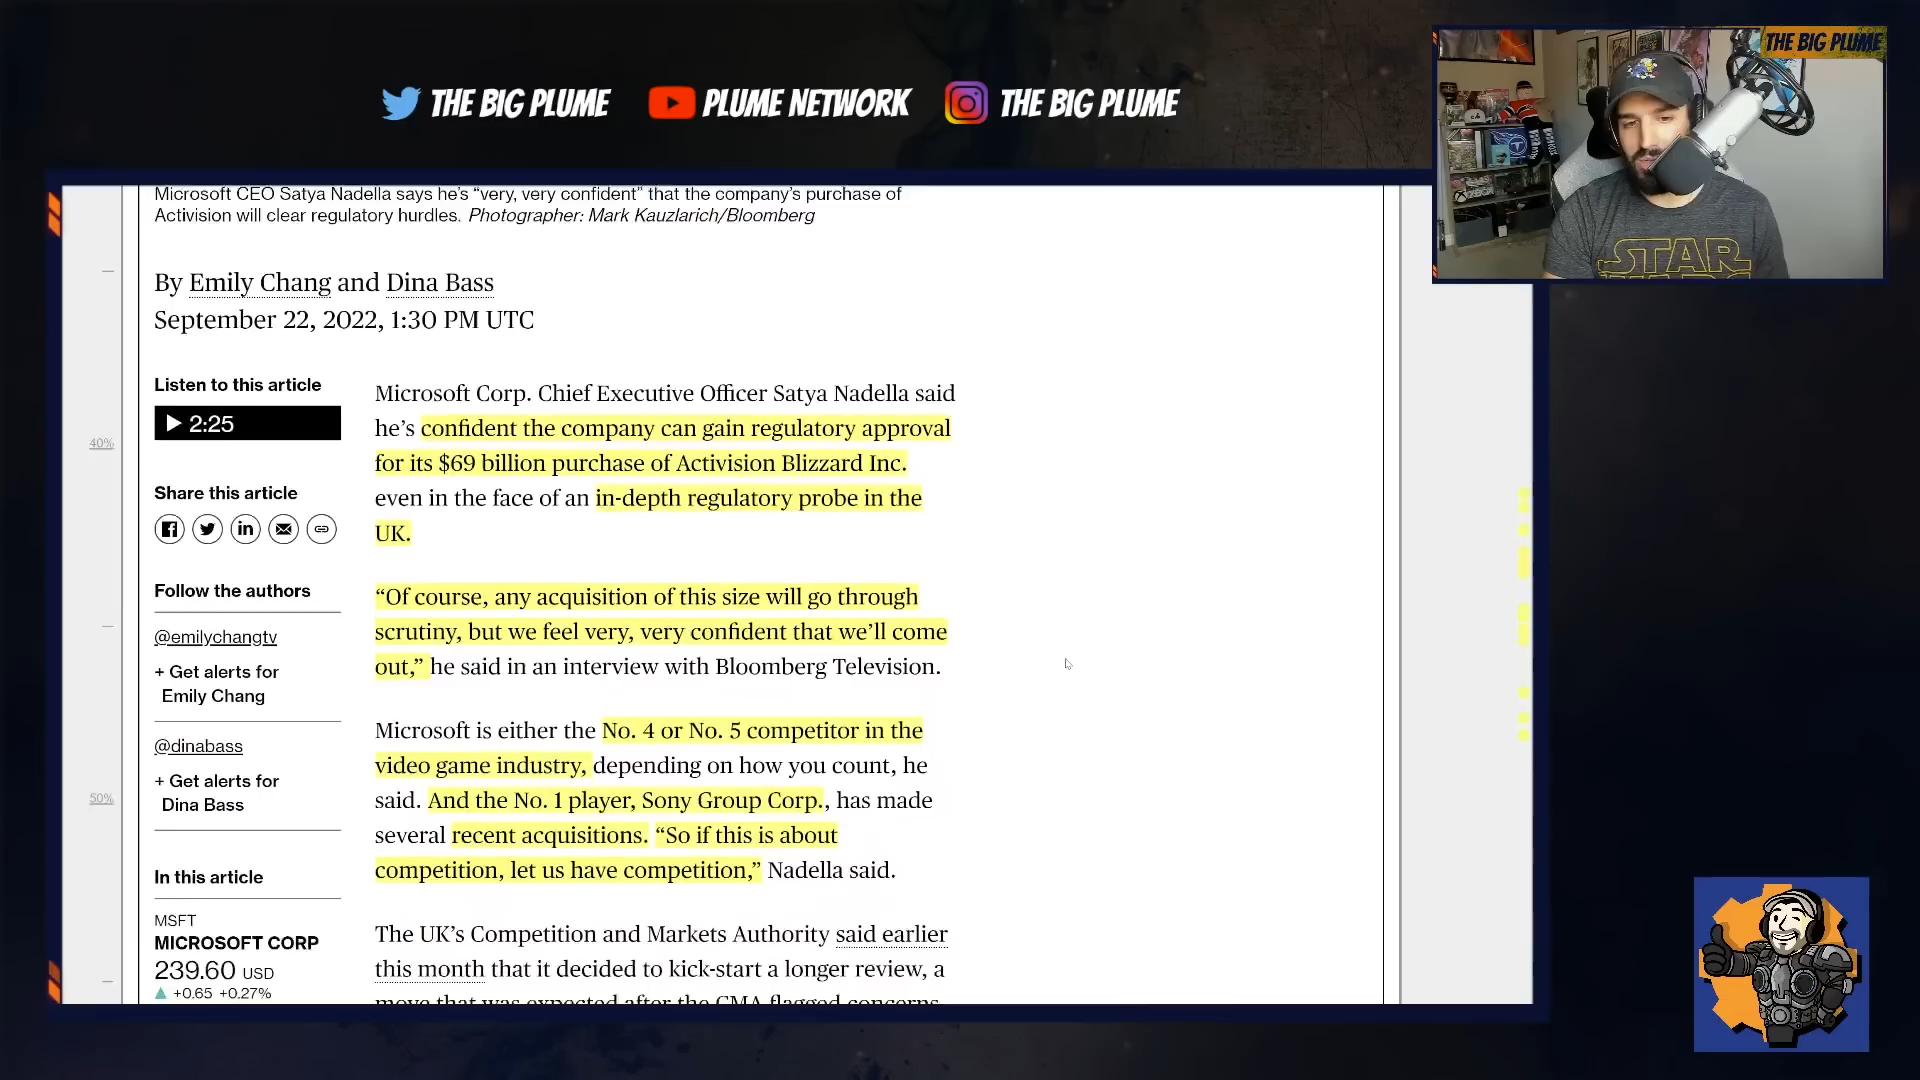 THE BIG PLUME
PLUME NETWORK
THE BIG PLUME
THE BIG PLUME
STAR
Microsoft CEO Satya Nadella says he's “very, very confident” that the company's purchase of
Activision will clear regulatory hurdles. Photographer: Mark Kauzlarich/Bloomberg
By Emily Chang and Dina Bass
September 22, 2022, 1:30 PM UTC
Listen to this article
2:25
40%
Share this article
in
Follow the authors
@emilychangtv
+ Get alerts for
Emily Chang
@dinabass
+ Get alerts for
Dina Bass
50%
In this article
MSFT
MICROSOFT CORP
239.60 USD
+0.65 +0.27%
Microsoft Corp. Chief Executive Officer Satya Nadella said
he’s confident the company can gain regulatory approval
for its $69 billion purchase of Activision Blizzard Inc.
even in the face of an in-depth regulatory probe in the
UK.
“Of course, any acquisition of this size will go through
scrutiny, but we feel very, very confident that we’ll come
out,” he said in an interview with Bloomberg Television.
Microsoft is either the No. 4 or No. 5 competitor in the
video game industry, depending on how you count, he
said. And the No. 1 player, Sony Group Corp., has made
several recent acquisitions. “So if this is about
competition, let us have competition,” Nadella said.
The UK’s Competition and Markets Authority said earlier
this month that it decided to kick-start a longer review, a
move that was expected after the CMA flagged concerns